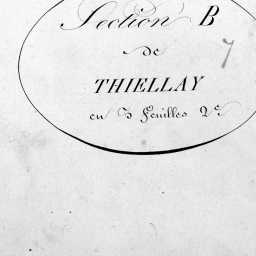 Section B
7
de
THIELLAY
en 3 feuilles 2e